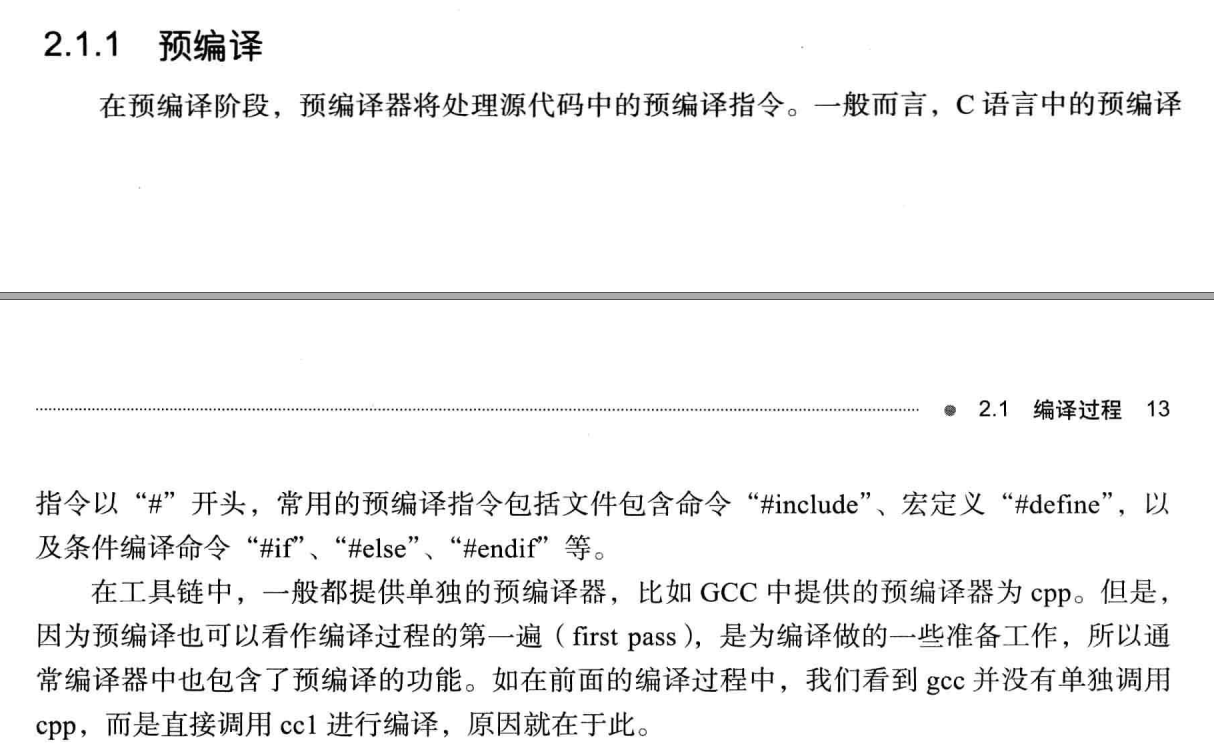 2.1.1 预编译
在预编译阶段，预编译器将处理源代码中的预编译指令。一般而言，C 语言中的预编译
2.1 编译过程 13
指令以“#”开头，常用的预编译指令包括文件包含命令“#include”、宏定义“#define”，以
及条件编译命令“#if”、“#else”、“#endif”等。
在工具链中，一般都提供单独的预编译器，比如 GCC 中提供的预编译器为 cpp。但是，
因为预编译也可以看作编译过程的第一遍（first pass），是为编译做的一些准备工作，所以通
常编译器中也包含了预编译的功能。如在前面的编译过程中，我们看到 gcc 并没有单独调用
cpp，而是直接调用 cc1 进行编译，原因就在于此。